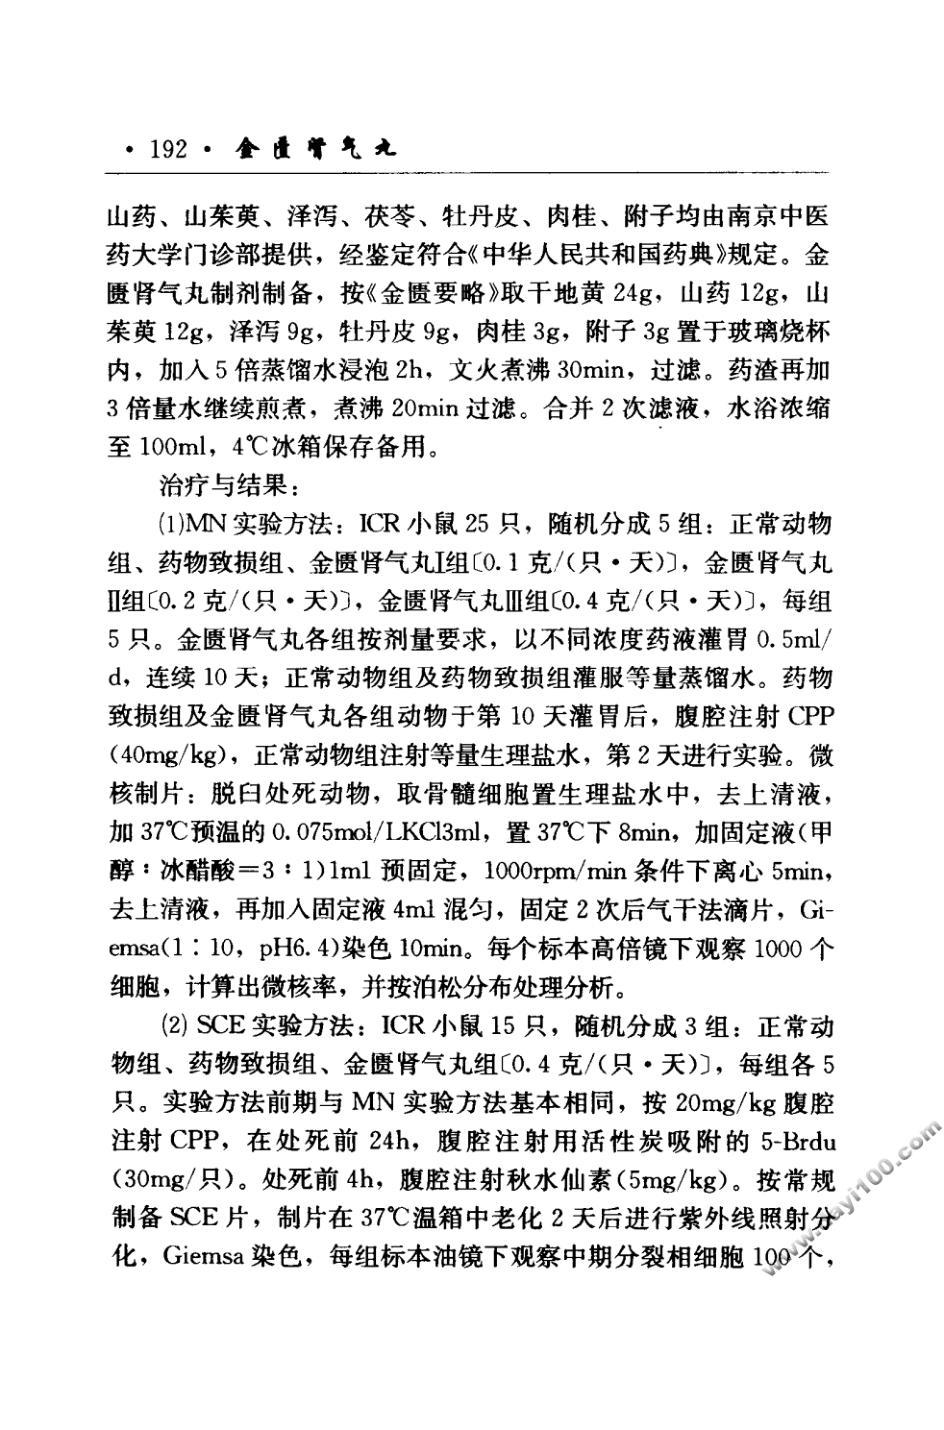 · 192 · 金匮肾气丸
山药、山茱萸、泽泻、茯苓、牡丹皮、肉桂、附子均由南京中医
药大学门诊部提供，经鉴定符合《中华人民共和国药典》规定。金
匮肾气丸制剂制备，按《金匮要略》取干地黄 24g，山药 12g，山
茱萸 12g，泽泻 9g，牡丹皮 9g，肉桂 3g，附子 3g 置于玻璃烧杯
内，加入 5 倍蒸馏水浸泡 2h，文火煮沸 30min，过滤。药渣再加
3 倍量水继续煎煮，煮沸 20min 过滤。合并 2 次滤液，水浴浓缩
至 100ml，4℃冰箱保存备用。
治疗与结果：
(1)MN 实验方法：ICR 小鼠 25 只，随机分成 5 组：正常动物
组、药物致损组、金匮肾气丸Ⅰ组〔0.1 克/(只·天)〕，金匮肾气丸
Ⅱ组〔0.2 克/(只·天)〕，金匮肾气丸Ⅲ组〔0.4 克/(只·天)〕，每组
5 只。金匮肾气丸各组按剂量要求，以不同浓度药液灌胃 0.5ml/
d，连续 10 天；正常动物组及药物致损组灌服等量蒸馏水。药物
致损组及金匮肾气丸各组动物于第 10 天灌胃后，腹腔注射 CPP
(40mg/kg)，正常动物组注射等量生理盐水，第 2 天进行实验。微
核制片：脱臼处死动物，取骨髓细胞置生理盐水中，去上清液，
加 37℃预温的 0.075mol/LKCl3ml，置 37℃下 8min，加固定液(甲
醇：冰醋酸＝3：1)1ml 预固定，1000rpm/min 条件下离心 5min，
去上清液，再加入固定液 4ml 混匀，固定 2 次后气干法滴片，Gi-
emsa(1：10，pH6.4)染色 10min。每个标本高倍镜下观察 1000 个
细胞，计算出微核率，并按泊松分布处理分析。
(2) SCE 实验方法：ICR 小鼠 15 只，随机分成 3 组：正常动
物组、药物致损组、金匮肾气丸组〔0.4 克/(只·天)〕，每组各 5
只。实验方法前期与 MN 实验方法基本相同，按 20mg/kg 腹腔
注射 CPP，在处死前 24h，腹腔注射用活性炭吸附的 5-Brdu
(30mg/只)。处死前 4h，腹腔注射秋水仙素(5mg/kg)。按常规
制备 SCE 片，制片在 37℃温箱中老化 2 天后进行紫外线照射分
化，Giemsa 染色，每组标本油镜下观察中期分裂相细胞 100 个，